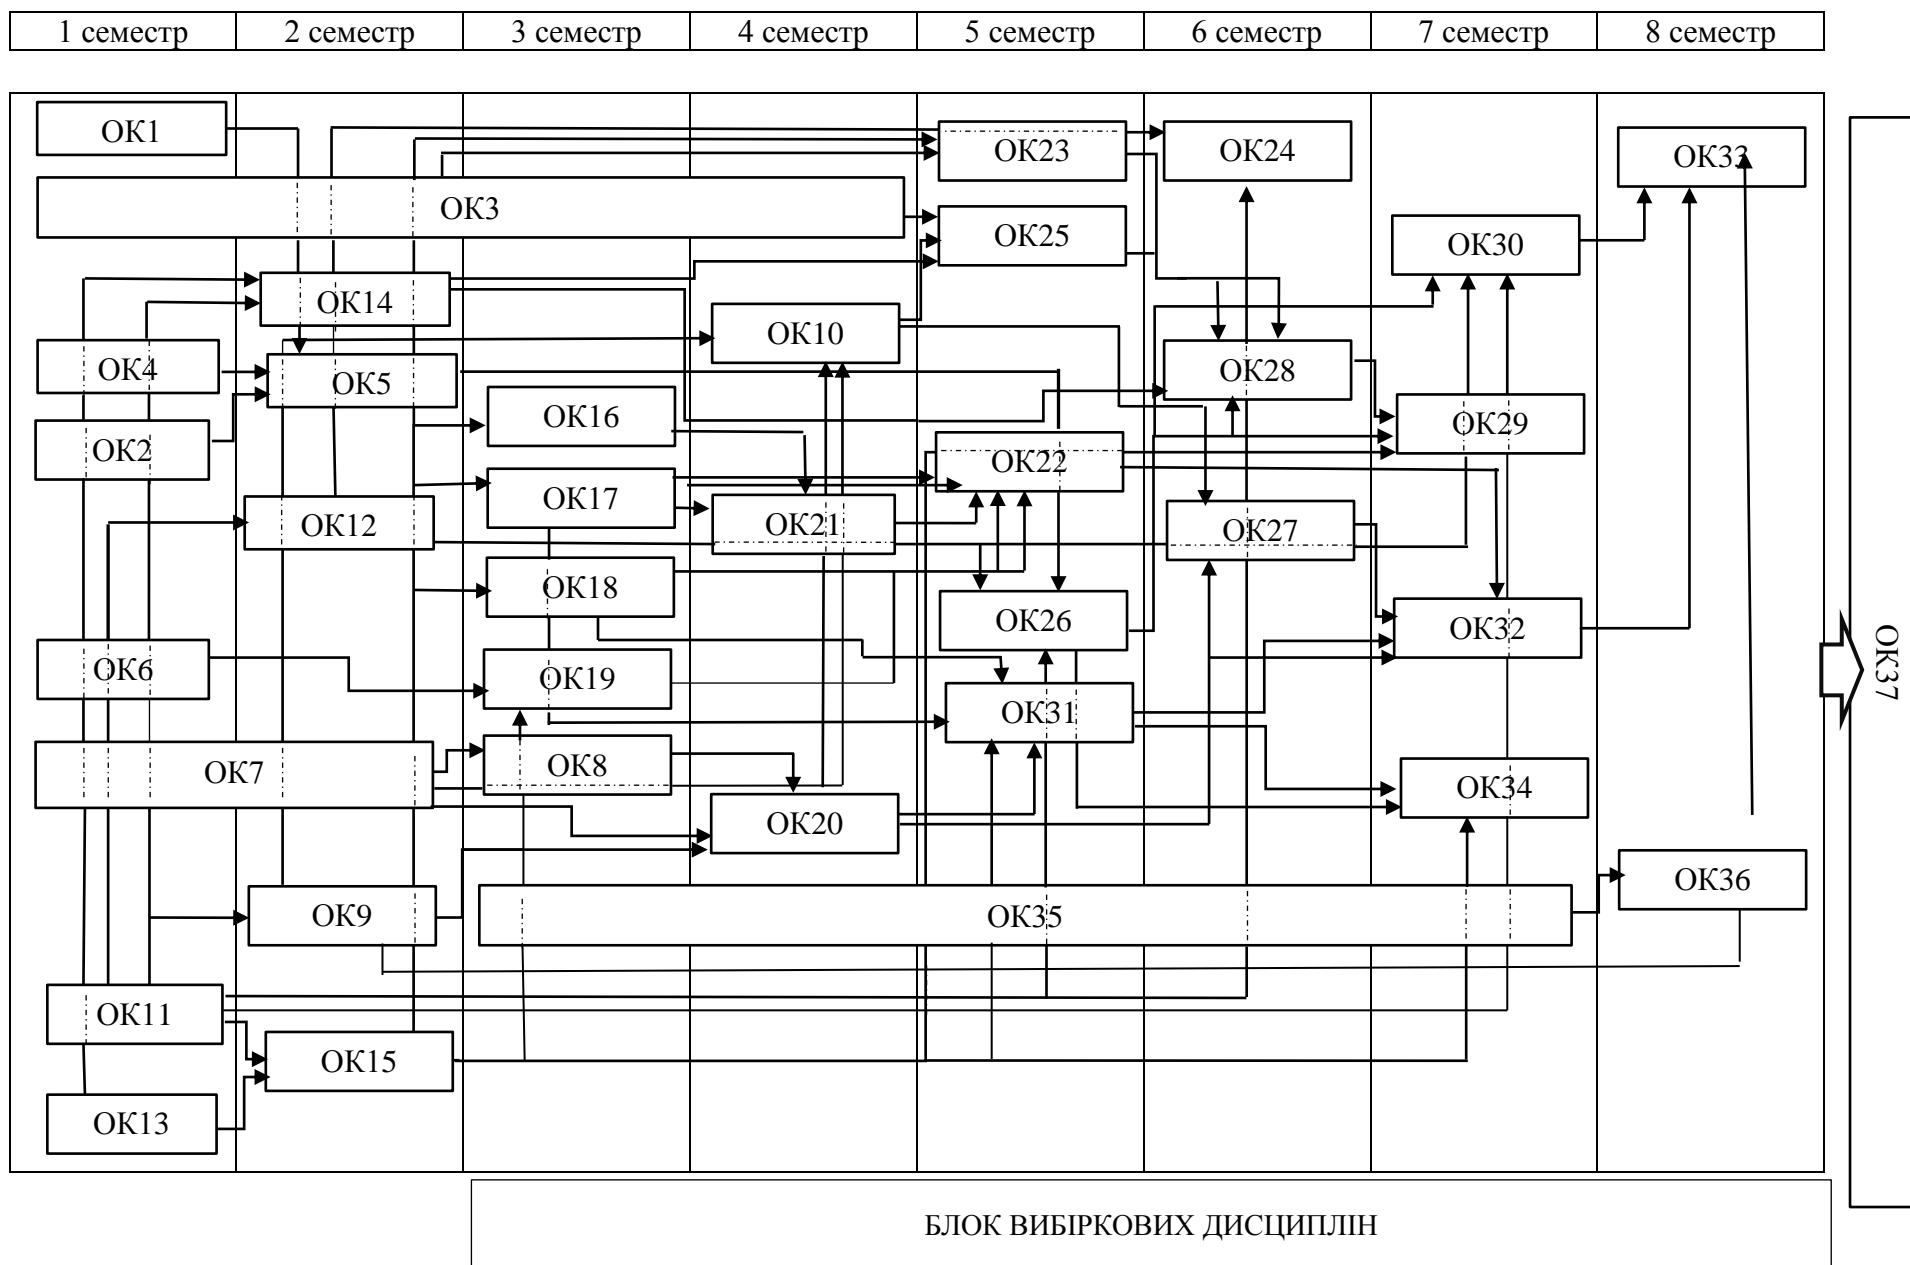 1 семестр 2 семестр 3 семестр 4 семестр 5 семестр 6 семестр 7 семестр 8 семестр
ОК1
ОК23
ОК24
ОК33
ОК3
ОК25
ОК30
ОК14
ОК10
ОК4
ОК5
ОК28
ОК16
ОК29
ОК2
ОК22
ОК17
ОК12
ОК21
ОК27
ОК18
ОК26
ОК32
ОК6
ОК19
ОК37
ОК31
ОК7
ОК8
ОК34
ОК20
ОК36
ОК9
ОК35
ОК11
ОК15
ОК13
БЛОК ВИБІРКОВИХ ДИСЦИПЛІН